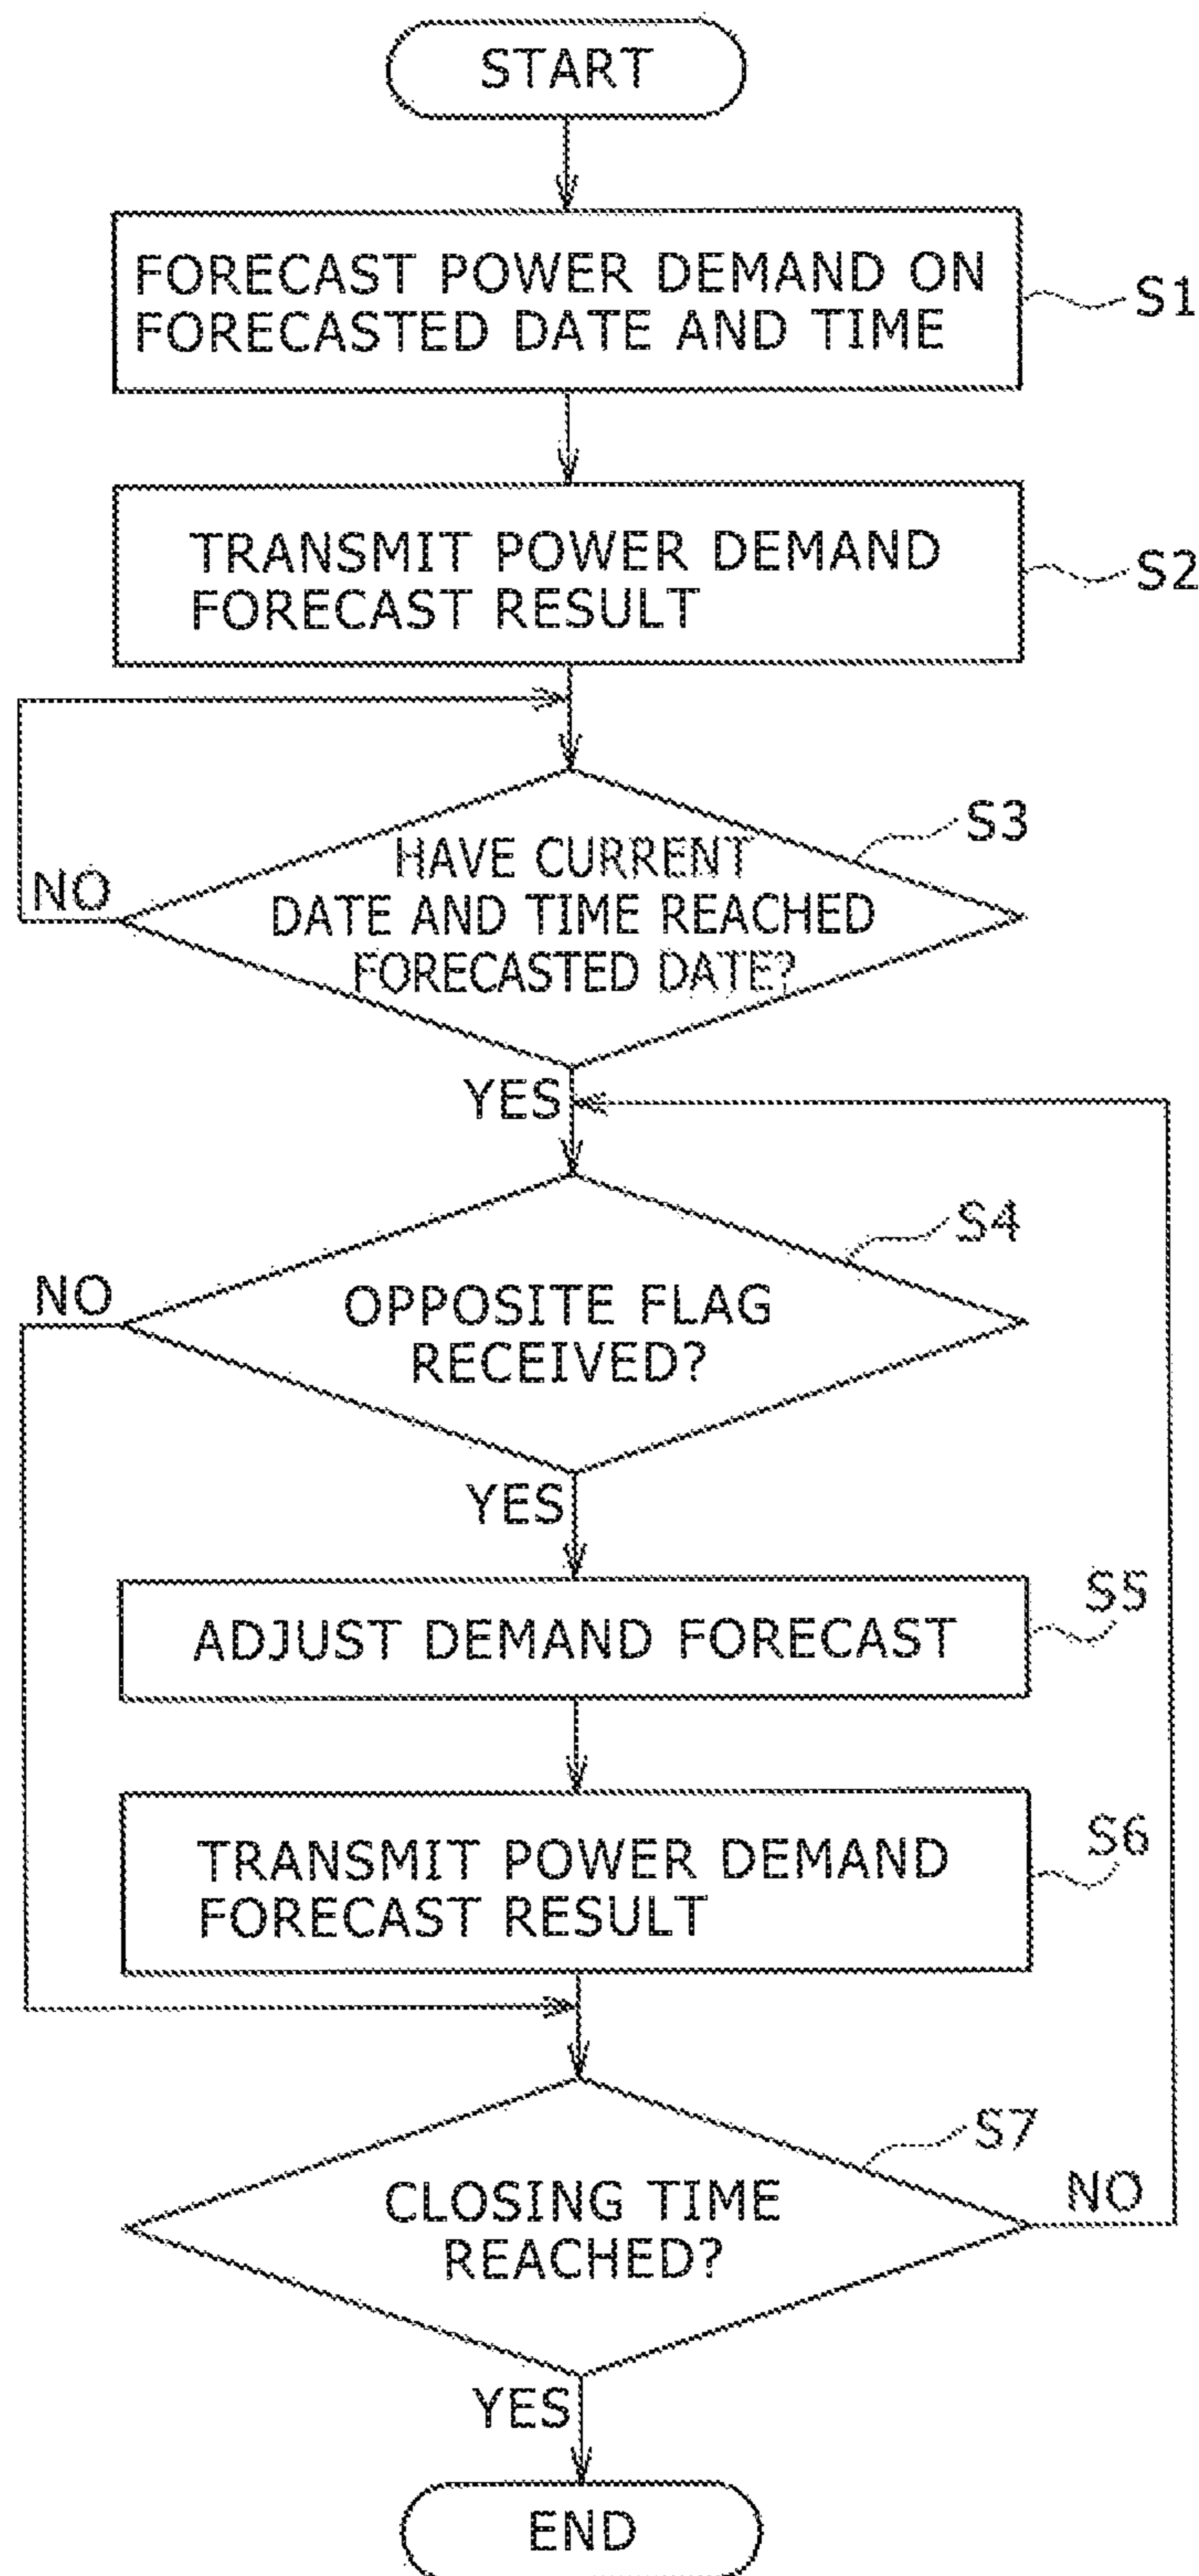 START
FORECAST POWER DEMAND ON
FORECASTED DATE AND TIME
S1
TRANSMIT POWER DEMAND
FORECAST RESULT
S2
S3
HAVE CURRENT
DATE AND TIME REACHED
FORECASTED DATE?
NO
YES
S4
NO
OPPOSITE FLAG
RECEIVED?
YES
ADJUST DEMAND FORECAST
S5
TRANSMIT POWER DEMAND
FORECAST RESULT
S6
S7
CLOSING TIME
REACHED?
NO
YES
END